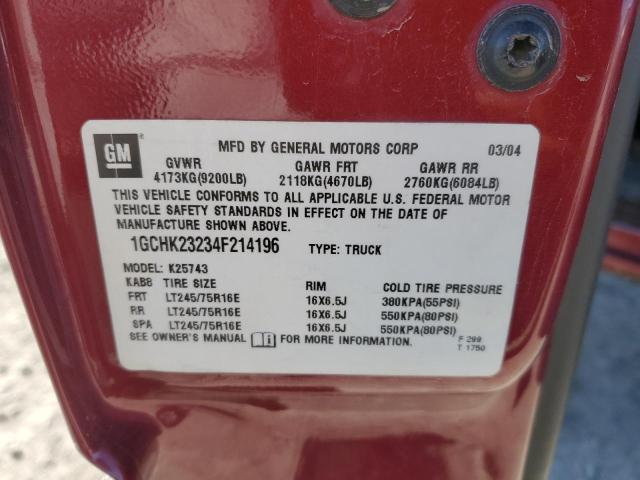 GM
MFD BY GENERAL MOTORS CORP 03/04
GVWR GAWR FRT GAWR RR
4173KG(9200LB) 2118KG(4670LB) 2760KG(6084LB)
THIS VEHICLE CONFORMS TO ALL APPLICABLE U.S. FEDERAL MOTOR
VEHICLE SAFETY STANDARDS IN EFFECT ON THE DATE OF
MANUFACTURE SHOWN ABOVE.
1GCHK23234F214196 TYPE: TRUCK
MODEL: K25743
KAB8 TIRE SIZE RIM COLD TIRE PRESSURE
FRT LT245/75R16E 16X6.5J 380KPA(55PSI)
RR LT245/75R16E 16X6.5J 550KPA(80PSI)
SPA LT245/75R16E 16X6.5J 550KPA(80PSI)
SEE OWNER'S MANUAL FOR MORE INFORMATION F 299
T 1750